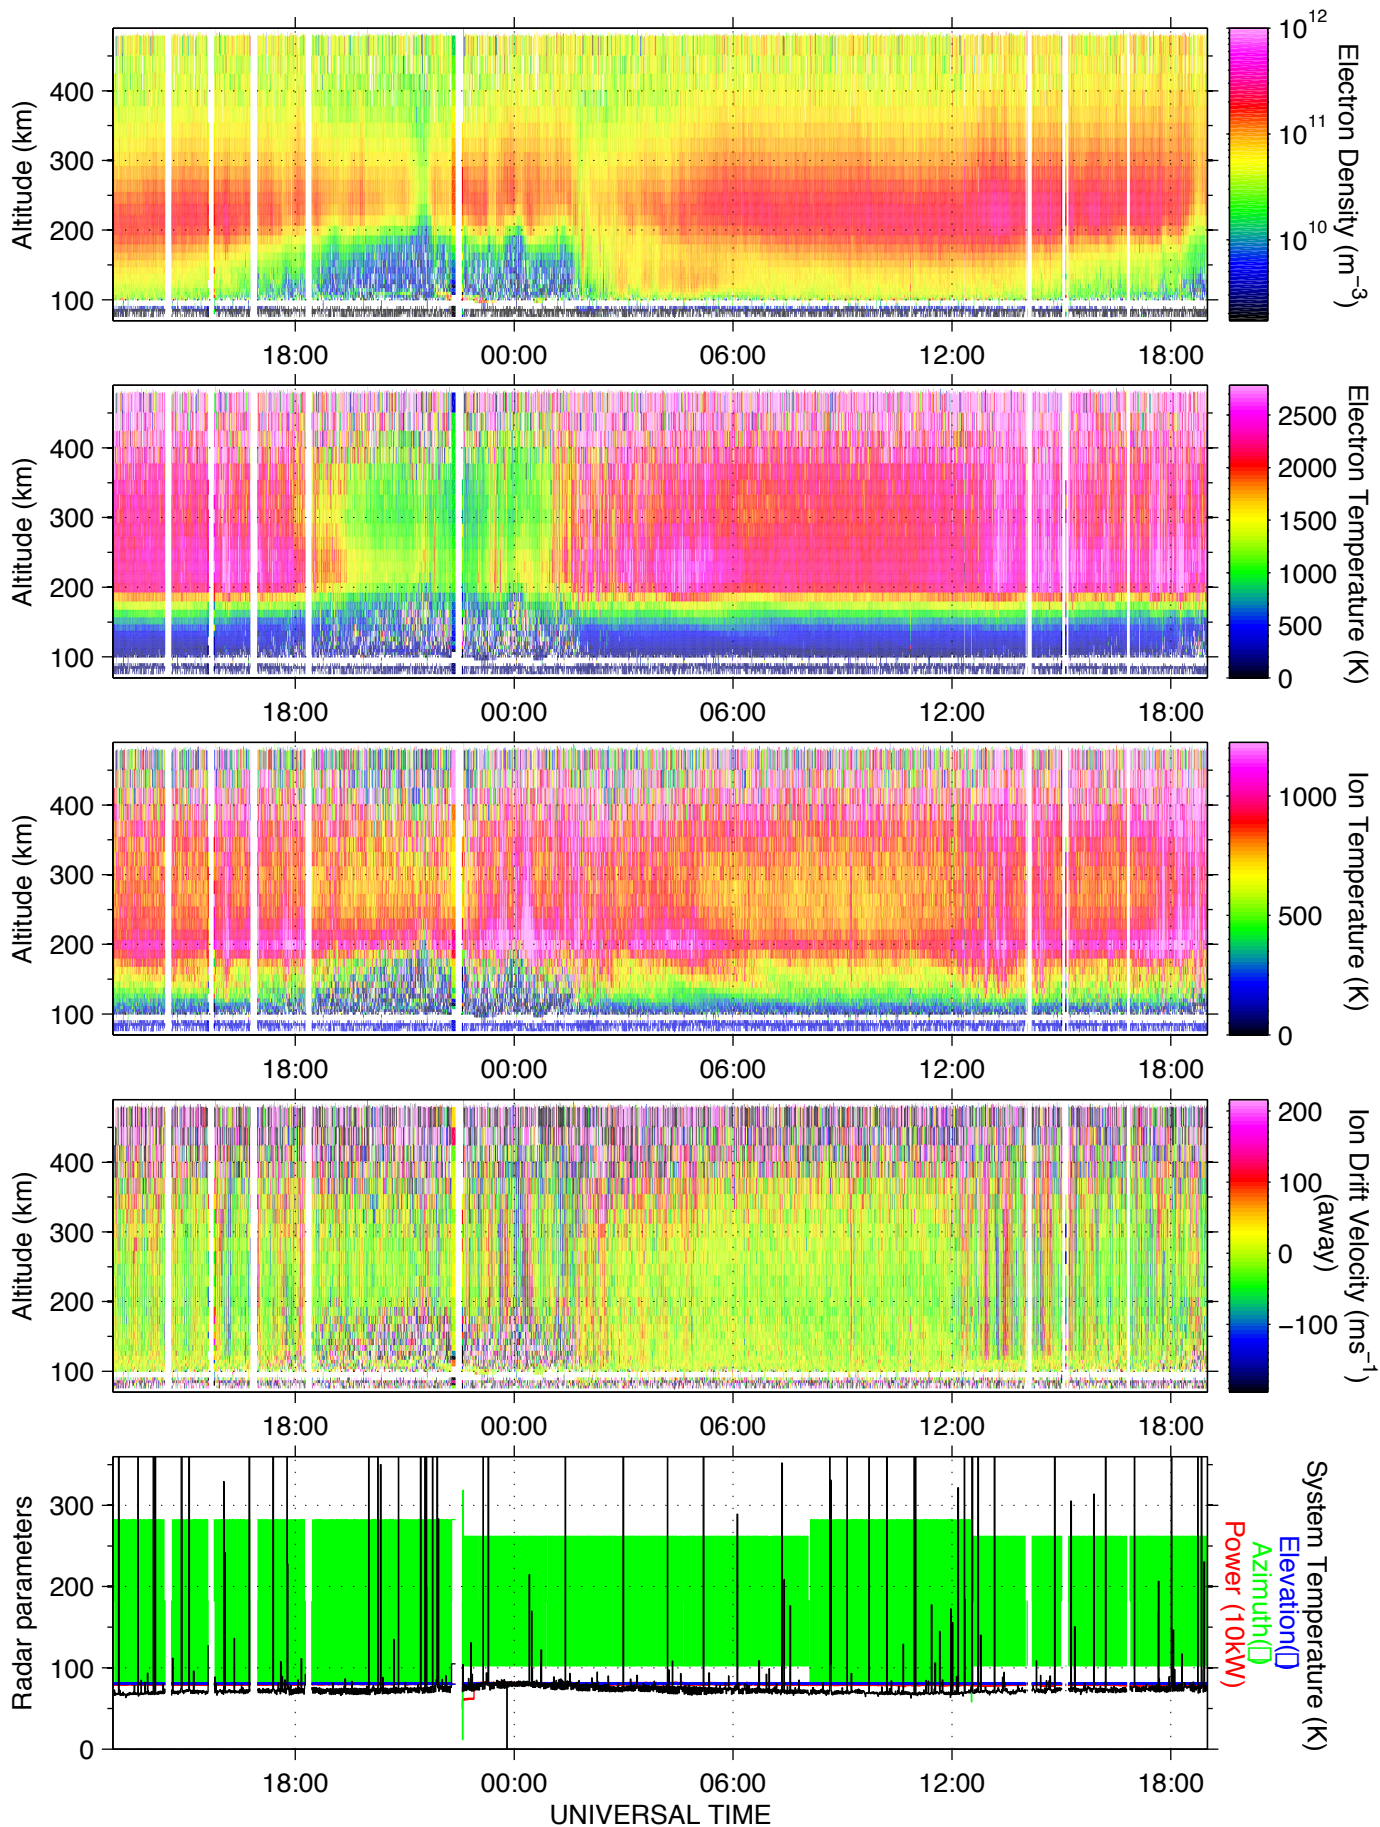 10¹²
10¹¹
10¹⁰
Electron Density (m⁻³)
Altitude (km)
400
300
200
100
18:00 00:00 06:00 12:00 18:00
2500
2000
1500
1000
500
0
Electron Temperature (K)
Altitude (km)
400
300
200
100
18:00 00:00 06:00 12:00 18:00
1000
500
0
Ion Temperature (K)
Altitude (km)
400
300
200
100
18:00 00:00 06:00 12:00 18:00
200
100
0
−100
Ion Drift Velocity (ms⁻¹)
(away)
Altitude (km)
400
300
200
100
18:00 00:00 06:00 12:00 18:00
System Temperature (K)
Elevation(▯)
Azimuth(▯)
Power (10kW)
Radar parameters
300
200
100
0
18:00 00:00 06:00 12:00 18:00
UNIVERSAL TIME